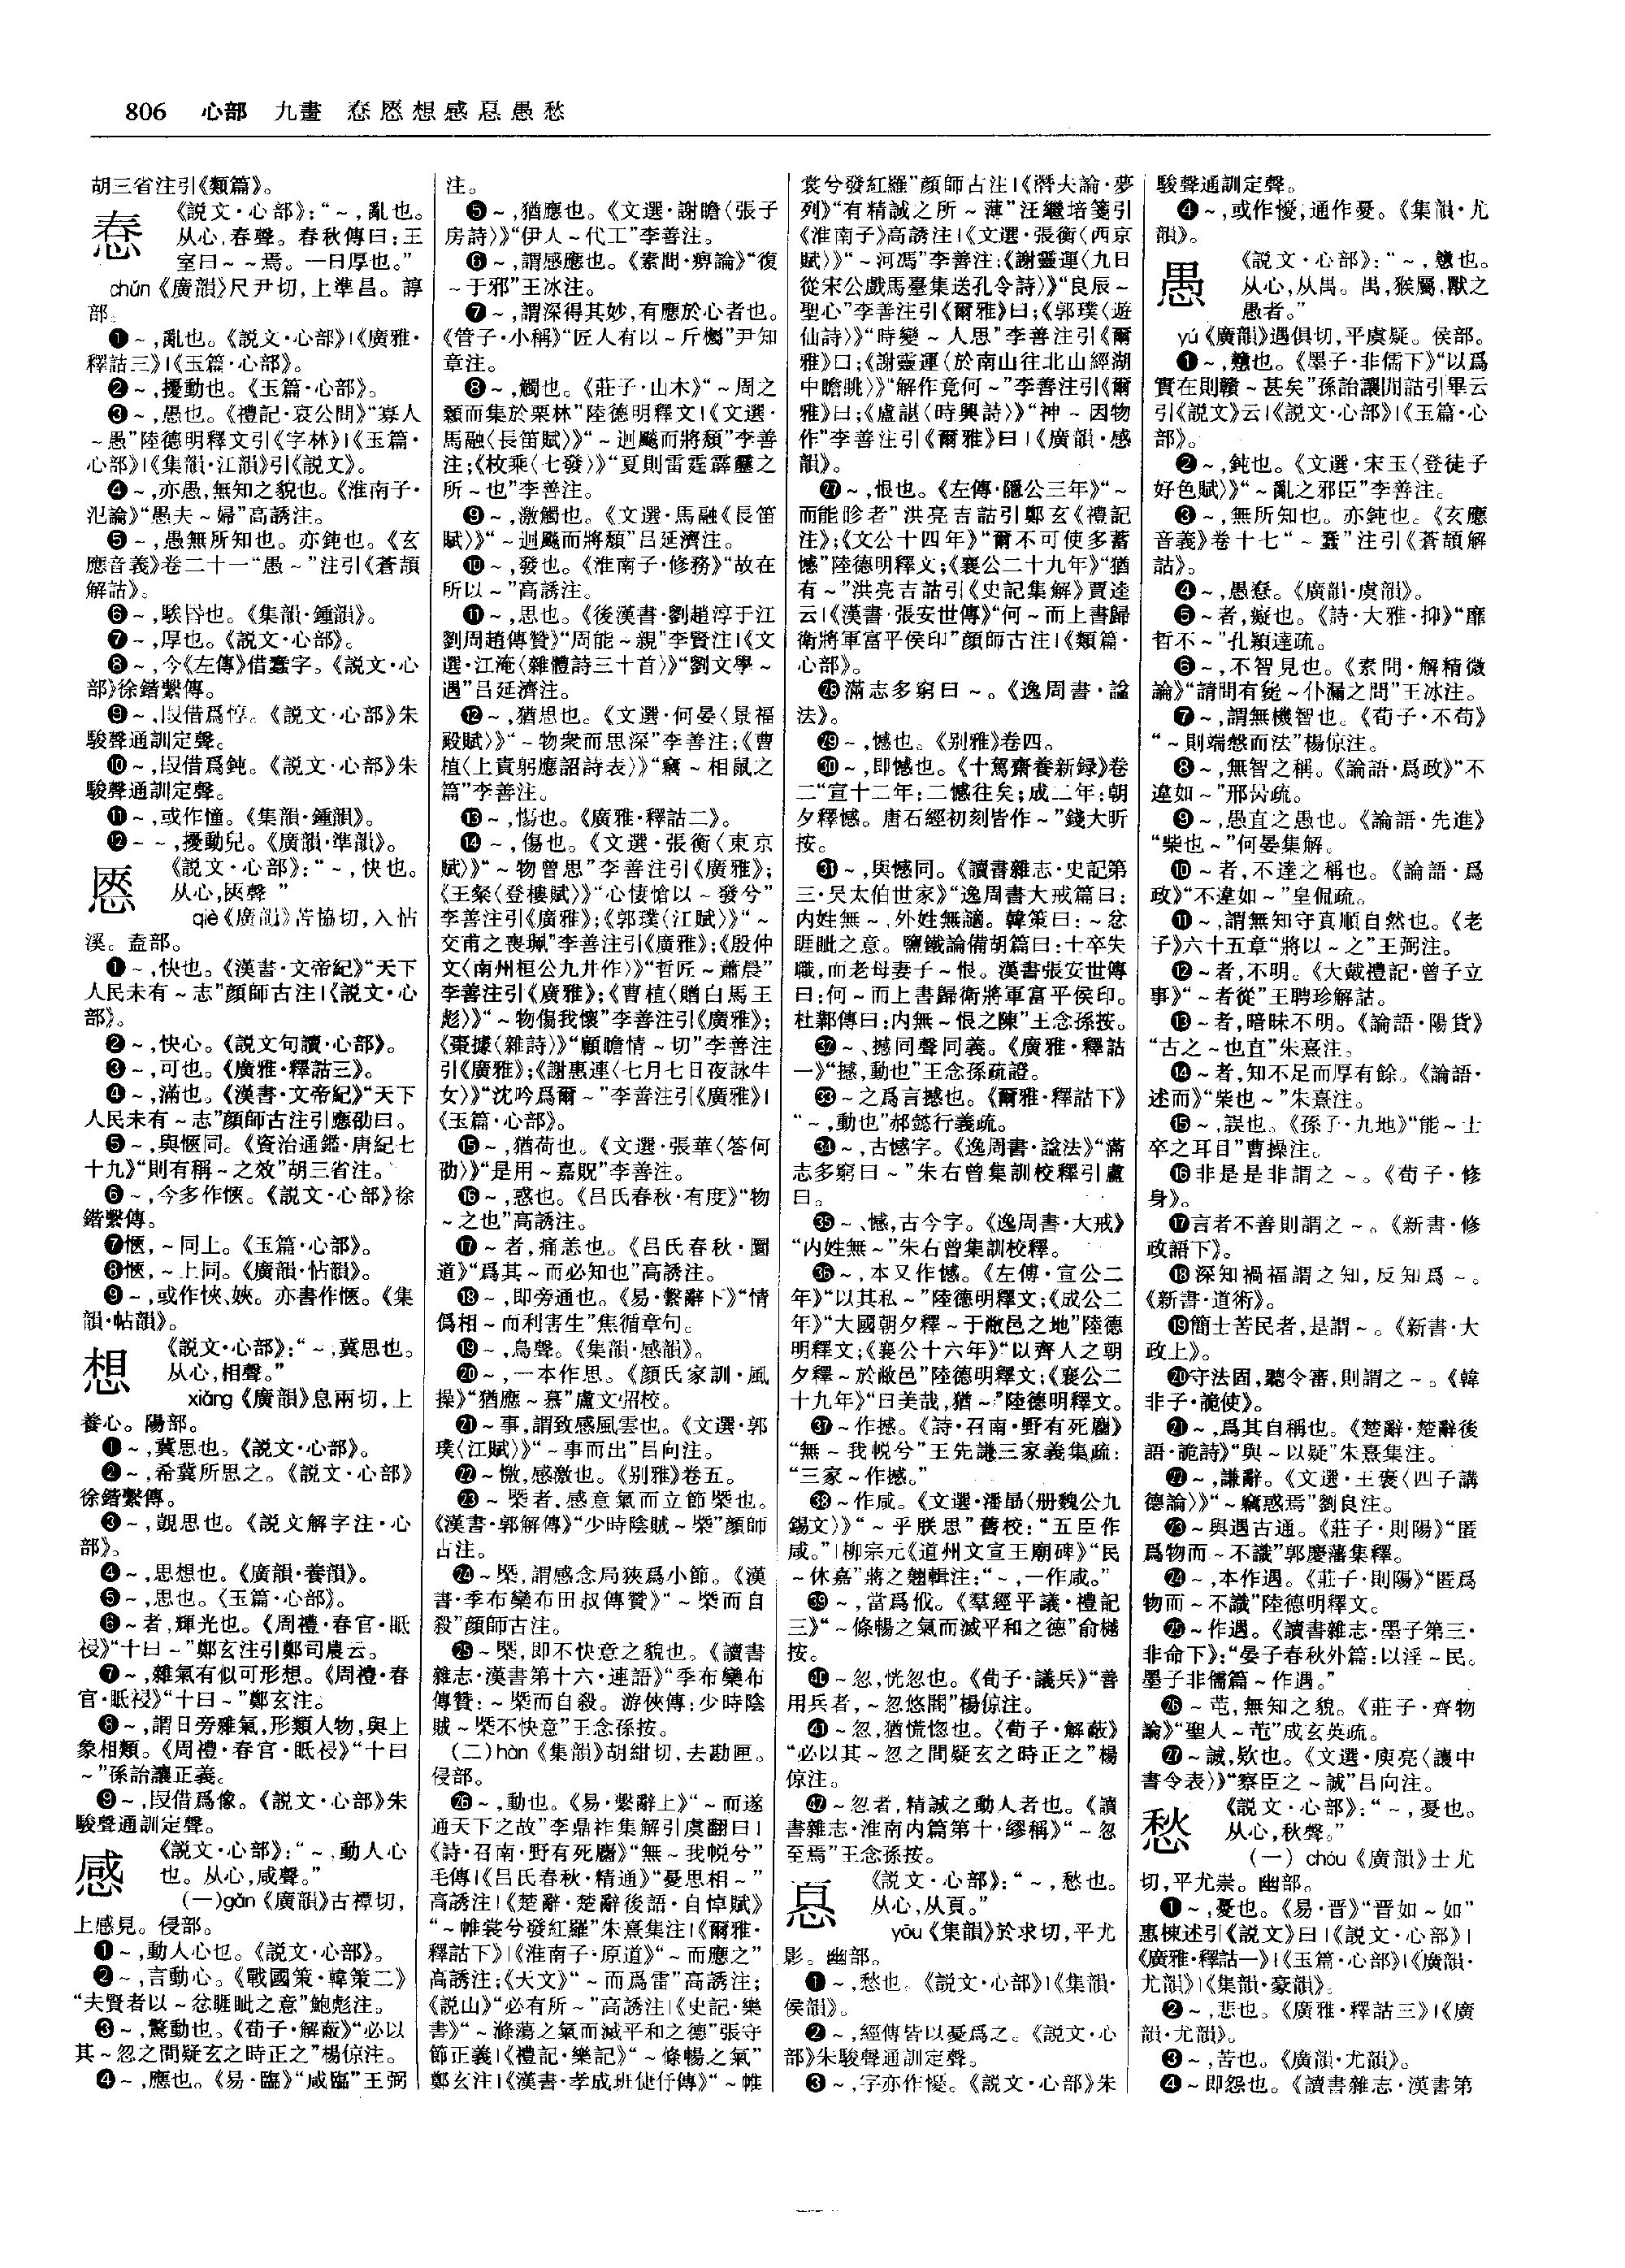 806 心部 九畫 惷愜想感惪愚愁
胡三省注引《類篇》。
惷
《説文·心部》：“～，亂也。
从心，春聲。春秋傳曰：王
室曰～～焉。一曰厚也。”
chǔn《廣韻》尺尹切，上準昌。諄
部。
❶～，亂也。《説文·心部》|《廣雅·
釋詁三》|《玉篇·心部》。
❷～，擾動也。《玉篇·心部》。
❸～，愚也。《禮記·哀公問》“寡人
～愚”陸德明釋文引《字林》|《玉篇·
心部》|《集韻·江韻》引《説文》。
❹～，亦愚，無知之貌也。《淮南子·
氾論》“愚夫～婦”高誘注。
❺～，愚無所知也。亦鈍也。《玄
應音義》卷二十一“愚～”注引《蒼頡
解詁》。
❻～，騃昏也。《集韻·鍾韻》。
❼～，厚也。《説文·心部》。
❽～，今《左傳》借蠢字。《説文·心
部》徐鍇繫傳。
❾～，叚借爲惇。《説文·心部》朱
駿聲通訓定聲。
❿～，叚借爲鈍。《説文·心部》朱
駿聲通訓定聲。
⓫～，或作憧。《集韻·鍾韻》。
⓬～～，擾動皃。《廣韻·準韻》。
《説文·心部》：“～，快也。
从心，㾜聲”
qiè《廣韻》苦協切，入帖
溪。盍部。
❶～，快也。《漢書·文帝紀》“天下
人民未有～志”顔師古注|《説文·心
部》。
❷～，快心。《説文句讀·心部》。
❸～，可也。《廣雅·釋詁三》。
❹～，滿也。《漢書·文帝紀》“天下
人民未有～志”顔師古注引應劭曰。
❺～，與愜同。《資治通鑑·唐紀七
十九》“則有稱～之效”胡三省注。
❻～，今多作愜。《説文·心部》徐
鍇繫傳。
❼愜，～同上。《玉篇·心部》。
❽愜，～上同。《廣韻·帖韻》。
❾～，或作㤲、㛍。亦書作愜。《集
韻·帖韻》。
想
《説文·心部》：“～，冀思也。
从心，相聲。”
xiǎng《廣韻》息兩切，上
養心。陽部。
❶～，冀思也。《説文·心部》。
❷～，希冀所思之。《説文·心部》
徐鍇繫傳。
❸～，覬思也。《説文解字注·心
部》。
❹～，思想也。《廣韻·養韻》。
❺～，思也。《玉篇·心部》。
❻～者，輝光也。《周禮·春官·眡
祲》“十曰～”鄭玄注引鄭司農云。
❼～，雜氣有似可形想。《周禮·春
官·眡祲》“十曰～”鄭玄注。
❽～，謂日旁雜氣，形類人物，與上
象相類。《周禮·春官·眡祲》“十曰
～”孫詒讓正義。
❾～，叚借爲像。《説文·心部》朱
駿聲通訓定聲。
感
《説文·心部》：“～，動人心
也。从心，咸聲。”
（一）gǎn《廣韻》古禫切，
上感見。侵部。
❶～，動人心也。《説文·心部》。
❷～，言動心。《戰國策·韓策二》
“夫賢者以～忿睚眦之意”鮑彪注。
❸～，驚動也。《荀子·解蔽》“必以
其～忽之間疑玄之時正之”楊倞注。
❹～，應也。《易·臨》“咸臨”王弼
注。
❺～，猶應也。《文選·謝瞻〈張子
房詩〉》“伊人～代工”李善注。
❻～，謂感應也。《素問·痹論》“復
～于邪”王冰注。
❼～，謂深得其妙，有應於心者也。
《管子·小稱》“匠人有以～斤欘”尹知
章注。
❽～，觸也。《莊子·山木》“～周之
顙而集於栗林”陸德明釋文|《文選·
馬融〈長笛賦〉》“～迴飈而將頹”李善
注；《枚乘〈七發〉》“夏則雷霆霹靂之
所～也”李善注。
❾～，激觸也。《文選·馬融《長笛
賦〉》“～迴飈而將頹”吕延濟注。
❿～，發也。《淮南子·修務》“故在
所以～”高誘注。
⓫～，思也。《後漢書·劉趙淳于江
劉周趙傳贊》“周能～親”李賢注|《文
選·江淹〈雜體詩三十首〉》“劉文學～
遇”吕延濟注。
⓬～，猶思也。《文選·何晏〈景福
殿賦〉》“～物衆而思深”李善注；《曹
植〈上責躬應詔詩表〉》“竊～相鼠之
篇”李善注。
⓭～，傷也。《廣雅·釋詁二》。
⓮～，傷也。《文選·張衡〈東京
賦〉》“～物曾思”李善注引《廣雅》；
《王粲〈登樓賦〉》“心悽愴以～發兮”
李善注引《廣雅》；《郭璞〈江賦〉》“～
交甫之喪珮”李善注引《廣雅》；《殷仲
文〈南州桓公九井作〉》“哲匠～蕭晨”
李善注引《廣雅》；《曹植〈贈白馬王
彪〉》“～物傷我懷”李善注引《廣雅》；
《棗據〈雜詩〉》“顧瞻情～切”李善注
引《廣雅》；《謝惠連〈七月七日夜詠牛
女〉》“沈吟爲爾～”李善注引《廣雅》|
《玉篇·心部》。
⓯～，猶荷也。《文選·張華〈答何
劭〉》“是用～嘉貺”李善注。
⓰～，惑也。《吕氏春秋·有度》“物
～之也”高誘注。
⓱～者，痛恙也。《吕氏春秋·圜
道》“爲其～而必知也”高誘注。
⓲～，即旁通也。《易·繫辭下》“情
僞相～而利害生”焦循章句。
⓳～，鳥聲。《集韻·感韻》。
⓴～，一本作思。《顔氏家訓·風
操》“猶應～慕”盧文弨校。
㉑～事，謂致感風雲也。《文選·郭
璞〈江賦〉》“～事而出”吕向注。
㉒～憿，感激也。《别雅》卷五。
㉓～槩者，感意氣而立節槩也。
《漢書·郭解傳》“少時陰賊～槩”顔師
古注。
㉔～槩，謂感念局狹爲小節。《漢
書·季布欒布田叔傳贊》“～槩而自
殺”顔師古注。
㉕～槩，即不快意之貌也。《讀書
雜志·漢書第十六·連語》“季布欒布
傳贊：～槩而自殺。游俠傳：少時陰
賊～槩不快意”王念孫按。
（二）hàn《集韻》胡紺切，去勘匣。
侵部。
㉖～，動也。《易·繫辭上》“～而遂
通天下之故”李鼎祚集解引虞翻曰|
《詩·召南·野有死麕》“無～我帨兮”
毛傳|《吕氏春秋·精通》“憂思相～”
高誘注|《楚辭·楚辭後語·自悼賦》
“～帷裳兮發紅羅”朱熹集注|《爾雅·
釋詁下》|《淮南子·原道》“～而應之”
高誘注；《天文》“～而爲雷”高誘注；
《説山》“必有所～”高誘注|《史記·樂
書》“～滌蕩之氣而滅平和之德”張守
節正義|《禮記·樂記》“～條暢之氣”
鄭玄注|《漢書·孝成班倢伃傳》“～帷
裳兮發紅羅”顔師古注|《潛夫論·夢
列》“有精誠之所～薄”汪繼培箋引
《淮南子》高誘注|《文選·張衡〈西京
賦〉》“～河馮”李善注；《謝靈運〈九日
從宋公戲馬臺集送孔令詩〉》“良辰～
聖心”李善注引《爾雅》曰；《郭璞〈遊
仙詩〉》“時變～人思”李善注引《爾
雅》曰；《謝靈運〈於南山往北山經湖
中瞻眺〉》“解作竟何～”李善注引《爾
雅》曰；《盧諶〈時興詩〉》“神～因物
作”李善注引《爾雅》曰|《廣韻·感
韻》。
㉗～，恨也。《左傳·隱公三年》“～
而能眕者”洪亮吉詁引鄭玄《禮記
注》；《文公十四年》“爾不可使多蓄
憾”陸德明釋文；《襄公二十九年》“猶
有～”洪亮吉詁引《史記集解》賈逵
云|《漢書·張安世傳》“何～而上書歸
衛將軍富平侯印”顔師古注|《類篇·
心部》。
㉘滿志多窮曰～。《逸周書·謚
法》。
㉙～，憾也。《别雅》卷四。
㉚～，即憾也。《十駕齋養新録》卷
二“宣十二年：二憾往矣；成二年：朝
夕釋憾。唐石經初刻皆作～”錢大昕
按。
㉛～，與憾同。《讀書雜志·史記第
三·吴太伯世家》“逸周書大戒篇曰：
内姓無～，外姓無讁。韓策曰：～忿
睚眦之意。鹽鐵論備胡篇曰：士卒失
職，而老母妻子～恨。漢書張安世傳
曰：何～而上書歸衛將軍富平侯印。
杜鄴傳曰：内無～恨之陳”王念孫按。
㉜～、撼同聲同義。《廣雅·釋詁
一》“撼，動也”王念孫疏證。
㉝～之爲言撼也。《爾雅·釋詁下》
“～，動也”郝懿行義疏。
㉞～，古憾字。《逸周書·謚法》“滿
志多窮曰～”朱右曾集訓校釋引盧
曰。
㉟～、憾，古今字。《逸周書·大戒》
“内姓無～”朱右曾集訓校釋。
㊱～，本又作憾。《左傳·宣公二
年》“以其私～”陸德明釋文；《成公二
年》“大國朝夕釋～于敝邑之地”陸德
明釋文；《襄公十六年》“以齊人之朝
夕釋～於敝邑”陸德明釋文；《襄公二
十九年》“曰美哉，猶～”陸德明釋文。
㊲～作撼。《詩·召南·野有死麕》
“無～我帨兮”王先謙三家義集疏：
“三家～作撼。”
㊳～作咸。《文選·潘勗〈册魏公九
錫文〉》“～乎朕思”舊校：“五臣作
咸。”|柳宗元《道州文宣王廟碑》“民
～休嘉”蔣之翹輯注：“～，一作咸。”
㊴～，當爲戚。《羣經平議·禮記
三》“～條暢之氣而滅平和之德”俞樾
按。
㊵～忽，恍忽也。《荀子·議兵》“善
用兵者，～忽悠闇”楊倞注。
㊶～忽，猶慌惚也。《荀子·解蔽》
“必以其～忽之間疑玄之時正之”楊
倞注。
㊷～忽者，精誠之動人者也。《讀
書雜志·淮南内篇第十·繆稱》“～忽
至焉”王念孫按。
《説文·心部》：“～，愁也。
从心，从頁。”
yōu《集韻》於求切，平尤
影。幽部。
❶～，愁也。《説文·心部》|《集韻·
侯韻》。
❷～，經傳皆以憂爲之。《説文·心
部》朱駿聲通訓定聲。
❸～，字亦作懮。《説文·心部》朱
駿聲通訓定聲。
❹～，或作懮，通作憂。《集韻·尤
韻》。
愚
《説文·心部》：“～，戇也。
从心，从禺。禺，猴屬，獸之
愚者。”
yú《廣韻》遇俱切，平虞疑。侯部。
❶～，戇也。《墨子·非儒下》“以爲
實在則贛～甚矣”孫詒讓閒詁引畢云
引《説文》云|《説文·心部》|《玉篇·心
部》。
❷～，鈍也。《文選·宋玉〈登徒子
好色賦〉》“～亂之邪臣”李善注。
❸～，無所知也。亦鈍也。《玄應
音義》卷十七“～蠢”注引《蒼頡解
詁》。
❹～，愚惷。《廣韻·虞韻》。
❺～者，癡也。《詩·大雅·抑》“靡
哲不～”孔穎達疏。
❻～，不智見也。《素問·解精微
論》“請問有毚～仆漏之問”王冰注。
❼～，謂無機智也。《荀子·不苟》
“～則端慤而法”楊倞注。
❽～，無智之稱。《論語·爲政》“不
違如～”邢昺疏。
❾～，愚直之愚也。《論語·先進》
“柴也～”何晏集解。
❿～者，不達之稱也。《論語·爲
政》“不違如～”皇侃疏。
⓫～，謂無知守真順自然也。《老
子》六十五章“將以～之”王弼注。
⓬～者，不明。《大戴禮記·曾子立
事》“～者從”王聘珍解詁。
⓭～者，暗昧不明。《論語·陽貨》
“古之～也直”朱熹注。
⓮～者，知不足而厚有餘。《論語·
述而》“柴也～”朱熹注。
⓯～，誤也。《孫子·九地》“能～士
卒之耳目”曹操注。
⓰非是是非謂之～。《荀子·修
身》。
⓱言者不善則謂之～。《新書·修
政語下》。
⓲深知禍福謂之知，反知爲～。
《新書·道術》。
⓳簡士苦民者，是謂～。《新書·大
政上》。
⓴守法固，聽令審，則謂之～。《韓
非子·詭使》。
㉑～，爲其自稱也。《楚辭·楚辭後
語·詭詩》“與～以疑”朱熹集注。
㉒～，謙辭。《文選·王褒〈四子講
德論〉》“～竊惑焉”劉良注。
㉓～與遇古通。《莊子·則陽》“匿
爲物而～不識”郭慶藩集釋。
㉔～，本作遇。《莊子·則陽》“匿爲
物而～不識”陸德明釋文。
㉕～作遇。《讀書雜志·墨子第三·
非命下》：“晏子春秋外篇：以淫～民。
墨子非儒篇～作遇。”
㉖～芚，無知之貌。《莊子·齊物
論》“聖人～芚”成玄英疏。
㉗～誠，欵也。《文選·庾亮〈讓中
書令表〉》“察臣之～誠”吕向注。
愁
《説文·心部》：“～，憂也。
从心，秋聲。”
（一）chóu《廣韻》士尤
切，平尤崇。幽部。
❶～，憂也。《易·晋》“晋如～如”
惠棟述引《説文》曰|《説文·心部》|
《廣雅·釋詁一》|《玉篇·心部》|《廣韻·
尤韻》|《集韻·豪韻》。
❷～，悲也。《廣雅·釋詁三》|《廣
韻·尤韻》。
❸～，苦也。《廣韻·尤韻》。
❹～即怨也。《讀書雜志·漢書第